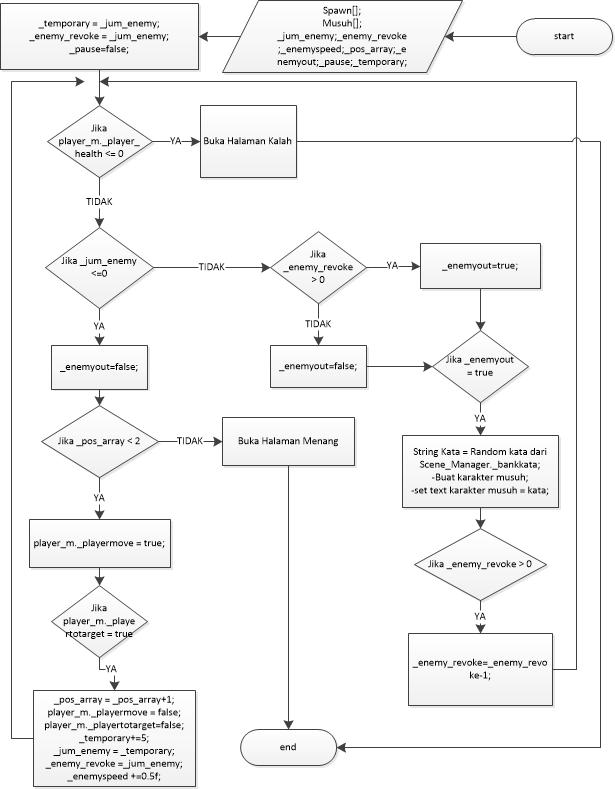 _temporary = _jum_enemy;
_enemy_revoke = _jum_enemy;
_pause=false;
Spawn[];
Musuh[];
_jum_enemy;_enemy_revoke
;_enemyspeed;_pos_array;_e
nemyout;_pause;_temporary;
start
Jika
player_m._player_
health <= 0
YA
Buka Halaman Kalah
TIDAK
Jika _jum_enemy
<=0
TIDAK
Jika
_enemy_revoke
> 0
YA
_enemyout=true;
YA
TIDAK
_enemyout=false;
_enemyout=false;
Jika _enemyout
= true
YA
Jika _pos_array < 2
TIDAK
Buka Halaman Menang
String Kata = Random kata dari
Scene_Manager._bankkata;
-Buat karakter musuh;
-set text karakter musuh = kata;
YA
player_m._playermove = true;
Jika _enemy_revoke > 0
YA
Jika
player_m._playe
rtotarget = true
YA
_enemy_revoke=_enemy_revo
ke-1;
_pos_array = _pos_array+1;
player_m._playermove = false;
player_m._playertotarget=false;
_temporary+=5;
_jum_enemy = _temporary;
_enemy_revoke =_jum_enemy;
_enemyspeed +=0.5f;
end